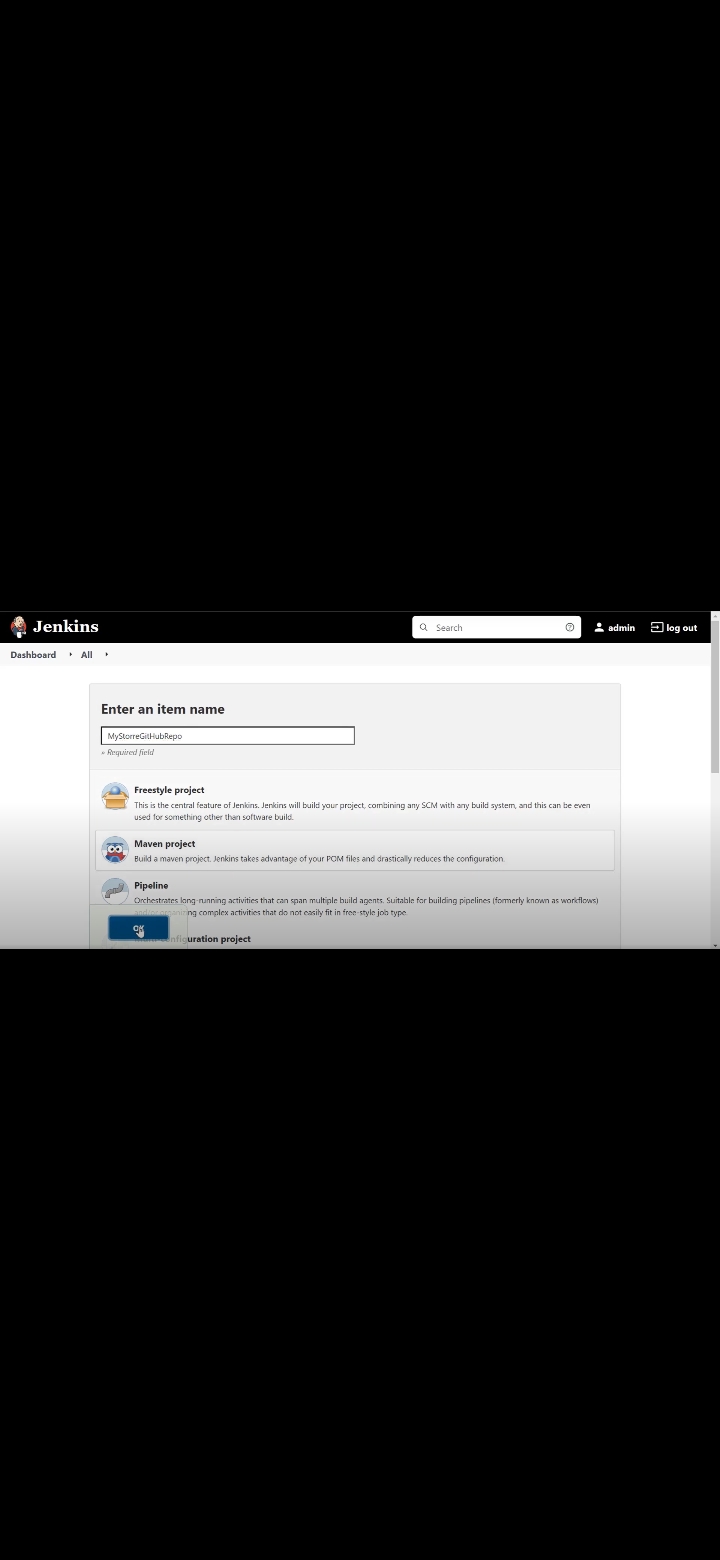 Jenkins
Search
admin
log out
Dashboard
All
Enter an item name
MyStorreGitHubRepo
» Required field
Freestyle project
This is the central feature of Jenkins. Jenkins will build your project, combining any SCM with any build system, and this can be even
used for something other than software build.
Maven project
Build a maven project. Jenkins takes advantage of your POM files and drastically reduces the configuration.
Pipeline
Orchestrates long-running activities that can span multiple build agents. Suitable for building pipelines (formerly known as workflows)
complex activities that do not easily fit in free-style job type.
OK
project